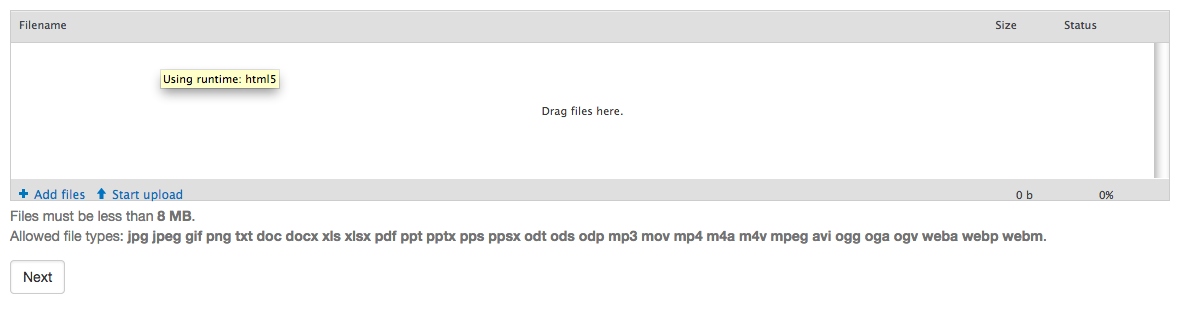 Filename Size Status
Using runtime: html5
Drag files here.
Add files Start upload 0 b 0%
Files must be less than 8 MB.
Allowed file types: jpg jpeg gif png txt doc docx xls xlsx pdf ppt pptx pps ppsx odt ods odp mp3 mov mp4 m4a m4v mpeg avi ogg oga ogv weba webp webm.
Next